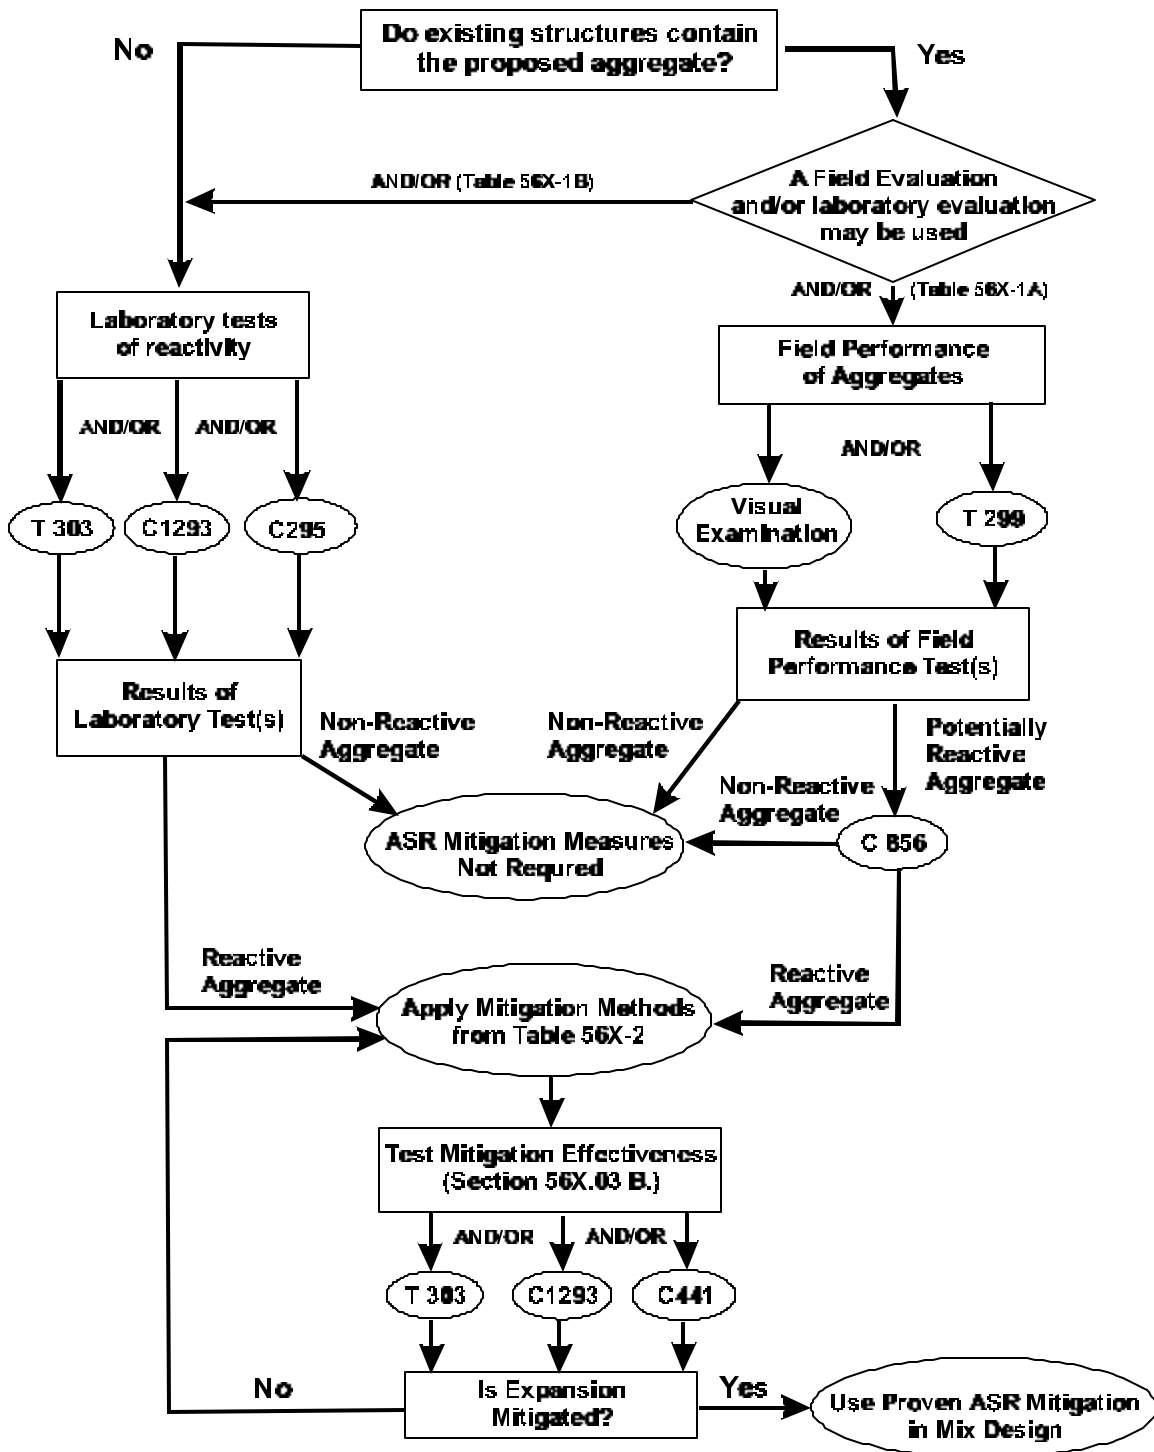 Do existing structures contain
the proposed aggregate?
No
Yes
A Field Evaluation
and/or laboratory evaluation
may be used
AND/OR (Table 56X-1B)
AND/OR (Table 56X-1A)
Laboratory tests
of reactivity
Field Performance
of Aggregates
AND/OR
AND/OR
AND/OR
T 303
C1293
C295
Visual
Examination
T 299
Results of
Laboratory Test(s)
Results of Field
Performance Test(s)
Non-Reactive
Aggregate
Non-Reactive
Aggregate
Potentially
Reactive
Aggregate
Non-Reactive
Aggregate
ASR Mitigation Measures
Not Requred
C 856
Reactive
Aggregate
Reactive
Aggregate
Apply Mitigation Methods
from Table 56X-2
Test Mitigation Effectiveness
(Section 56X.03 B.)
AND/OR
AND/OR
T 303
C1293
C441
No
Is Expansion
Mitigated?
Yes
Use Proven ASR Mitigation
in Mix Design